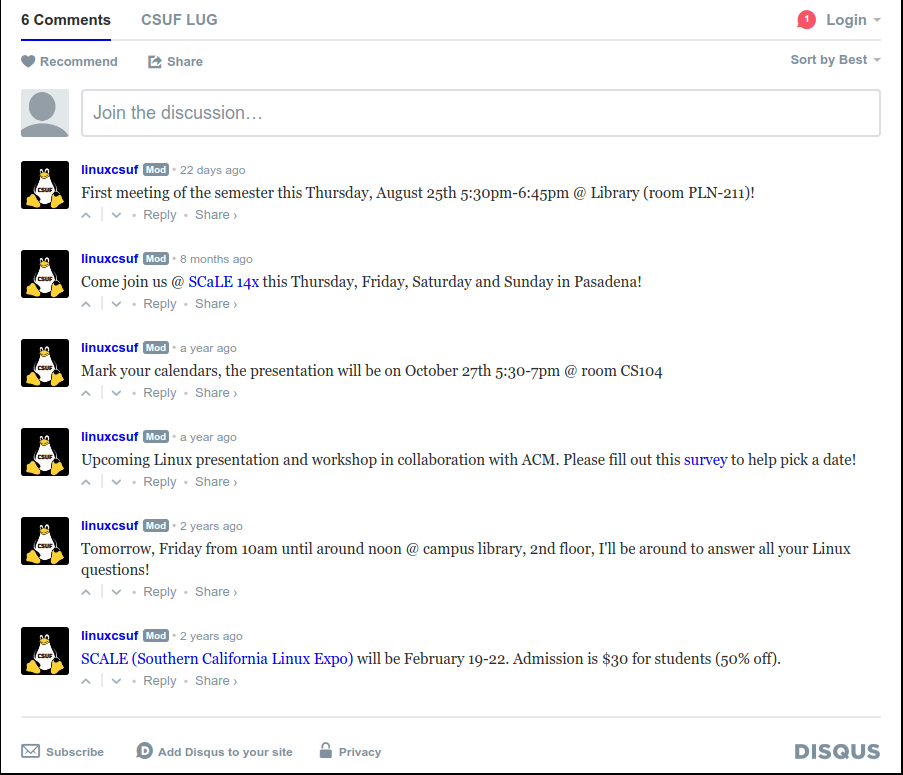 6 Comments CSUF LUG 1 Login
Recommend Share Sort by Best
Join the discussion…
linuxcsuf Mod • 22 days ago
First meeting of the semester this Thursday, August 25th 5:30pm-6:45pm @ Library (room PLN-211)!
• Reply • Share ›
linuxcsuf Mod • 8 months ago
Come join us @ SCaLE 14x this Thursday, Friday, Saturday and Sunday in Pasadena!
• Reply • Share ›
linuxcsuf Mod • a year ago
Mark your calendars, the presentation will be on October 27th 5:30-7pm @ room CS104
• Reply • Share ›
linuxcsuf Mod • a year ago
Upcoming Linux presentation and workshop in collaboration with ACM. Please fill out this survey to help pick a date!
• Reply • Share ›
linuxcsuf Mod • 2 years ago
Tomorrow, Friday from 10am until around noon @ campus library, 2nd floor, I'll be around to answer all your Linux
questions!
• Reply • Share ›
linuxcsuf Mod • 2 years ago
SCALE (Southern California Linux Expo) will be February 19-22. Admission is $30 for students (50% off).
• Reply • Share ›
Subscribe D Add Disqus to your site Privacy DISQUS
CSUF
CSUF
CSUF
CSUF
CSUF
CSUF